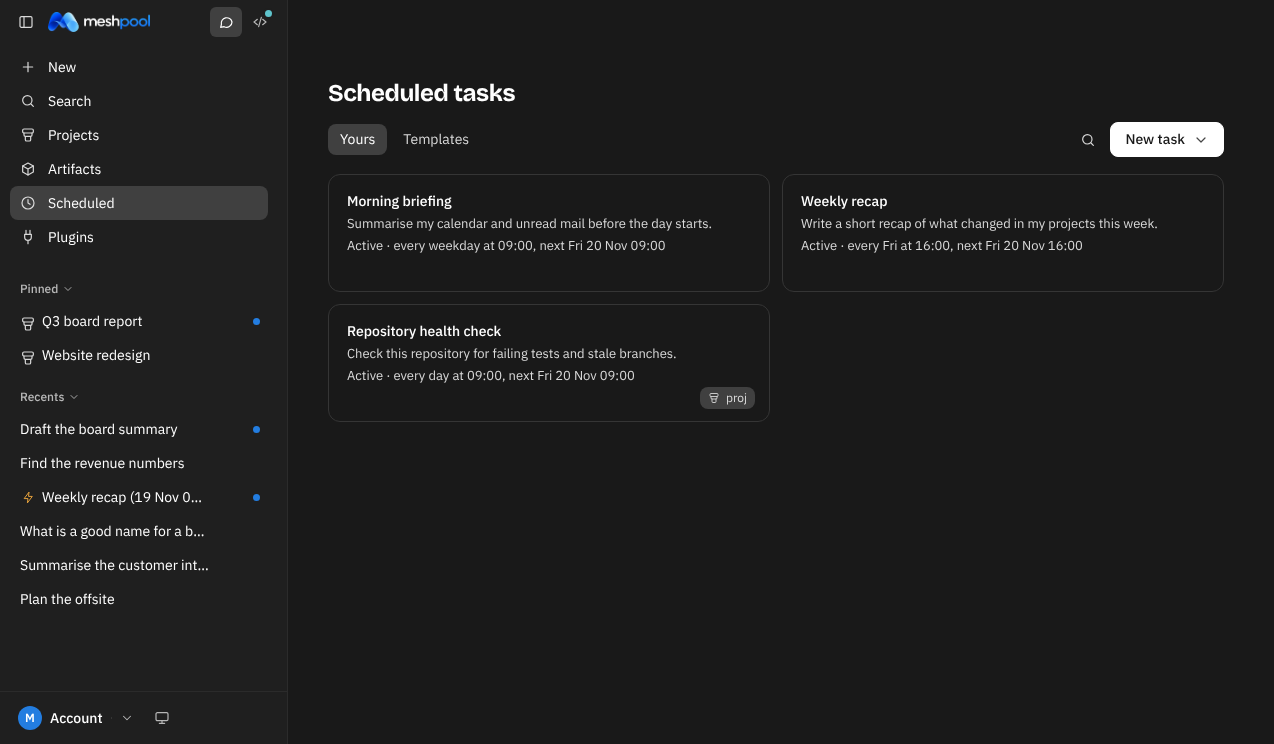 meshpool
New
Search
Projects
Artifacts
Scheduled
Plugins
Pinned
Q3 board report
Website redesign
Recents
Draft the board summary
Find the revenue numbers
Weekly recap (19 Nov 0...
What is a good name for a b...
Summarise the customer int...
Plan the offsite
M Account
Scheduled tasks
Yours Templates
New task
Morning briefing
Summarise my calendar and unread mail before the day starts.
Active · every weekday at 09:00, next Fri 20 Nov 09:00
Weekly recap
Write a short recap of what changed in my projects this week.
Active · every Fri at 16:00, next Fri 20 Nov 16:00
Repository health check
Check this repository for failing tests and stale branches.
Active · every day at 09:00, next Fri 20 Nov 09:00
proj